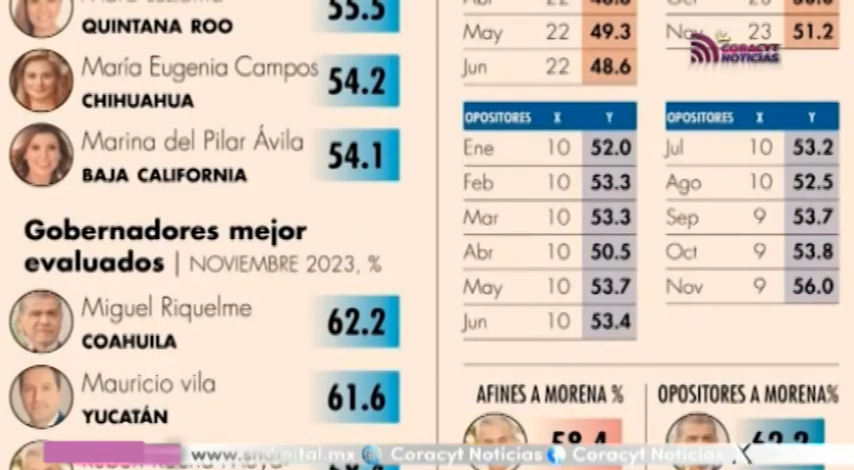 55.5
QUINTANA ROO
María Eugenia Campos 54.2
CHIHUAHUA
Marina del Pilar Ávila 54.1
BAJA CALIFORNIA
Gobernadores mejor
evaluados | NOVIEMBRE 2023, %
Miguel Riquelme 62.2
COAHUILA
Mauricio vila 61.6
YUCATÁN
May 22 49.3
Jun 22 48.6
OPOSITORES X Y
Ene 10 52.0
Feb 10 53.3
Mar 10 53.3
Abr 10 50.5
May 10 53.7
Jun 10 53.4
Nov 23 51.2
CORACYT
NOTICIAS
OPOSITORES X Y
Jul 10 53.2
Ago 10 52.5
Sep 9 53.7
Oct 9 53.8
Nov 9 56.0
AFINES A MORENA %
58.4
OPOSITORES A MORENA%
62.2
Coracyt Noticias Coracyt Noticias X